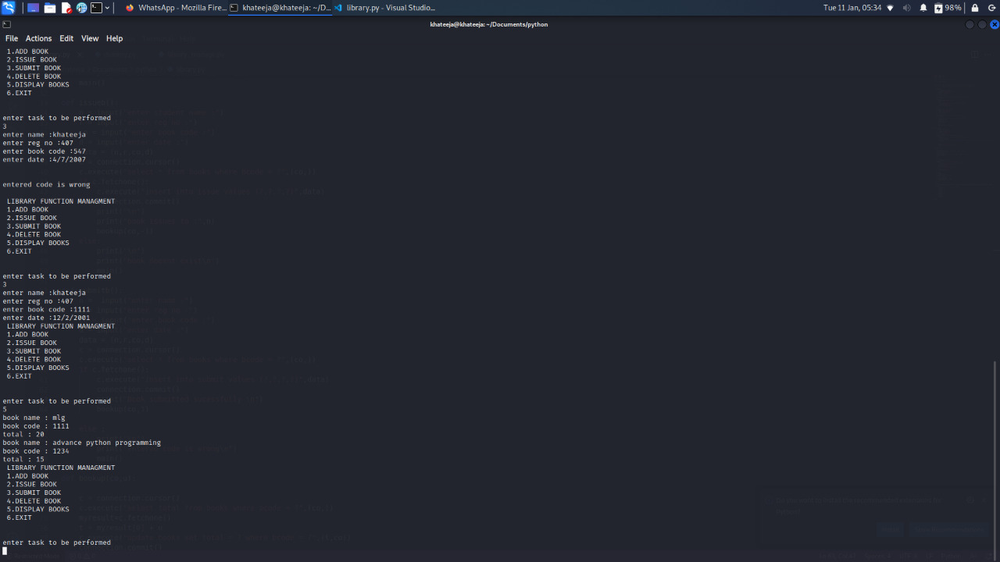 WhatsApp - Mozilla Fire...
khateeja@khateeja: ~/D...
library.py - Visual Studio...
Tue 11 Jan, 05:34
98%
khateeja@khateeja: ~/Documents/python
File Actions Edit View Help
1.ADD BOOK
2.ISSUE BOOK
3.SUBMIT BOOK
4.DELETE BOOK
5.DISPLAY BOOKS
6.EXIT
enter task to be performed
3
enter name :khateeja
enter reg no :407
enter book code :547
enter date :4/7/2007
entered code is wrong
LIBRARY FUNCTION MANAGMENT
1.ADD BOOK
2.ISSUE BOOK
3.SUBMIT BOOK
4.DELETE BOOK
5.DISPLAY BOOKS
6.EXIT
enter task to be performed
3
enter name :khateeja
enter reg no :407
enter book code :1111
enter date :12/2/2001
LIBRARY FUNCTION MANAGMENT
1.ADD BOOK
2.ISSUE BOOK
3.SUBMIT BOOK
4.DELETE BOOK
5.DISPLAY BOOKS
6.EXIT
enter task to be performed
5
book name : mlg
book code : 1111
total : 20
book name : advance python programming
book code : 1234
total : 15
LIBRARY FUNCTION MANAGMENT
1.ADD BOOK
2.ISSUE BOOK
3.SUBMIT BOOK
4.DELETE BOOK
5.DISPLAY BOOKS
6.EXIT
enter task to be performed